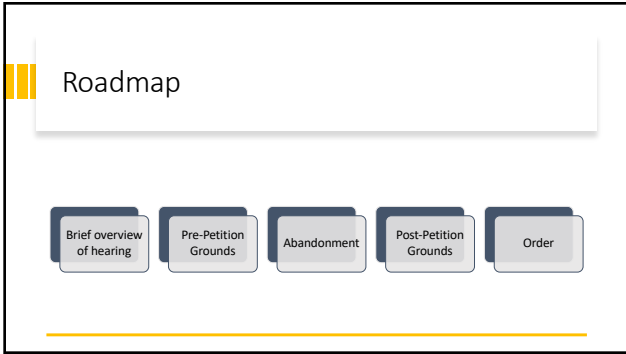 Roadmap
Brief overview
of hearing
Pre-Petition
Grounds
Abandonment
Post-Petition
Grounds
Order